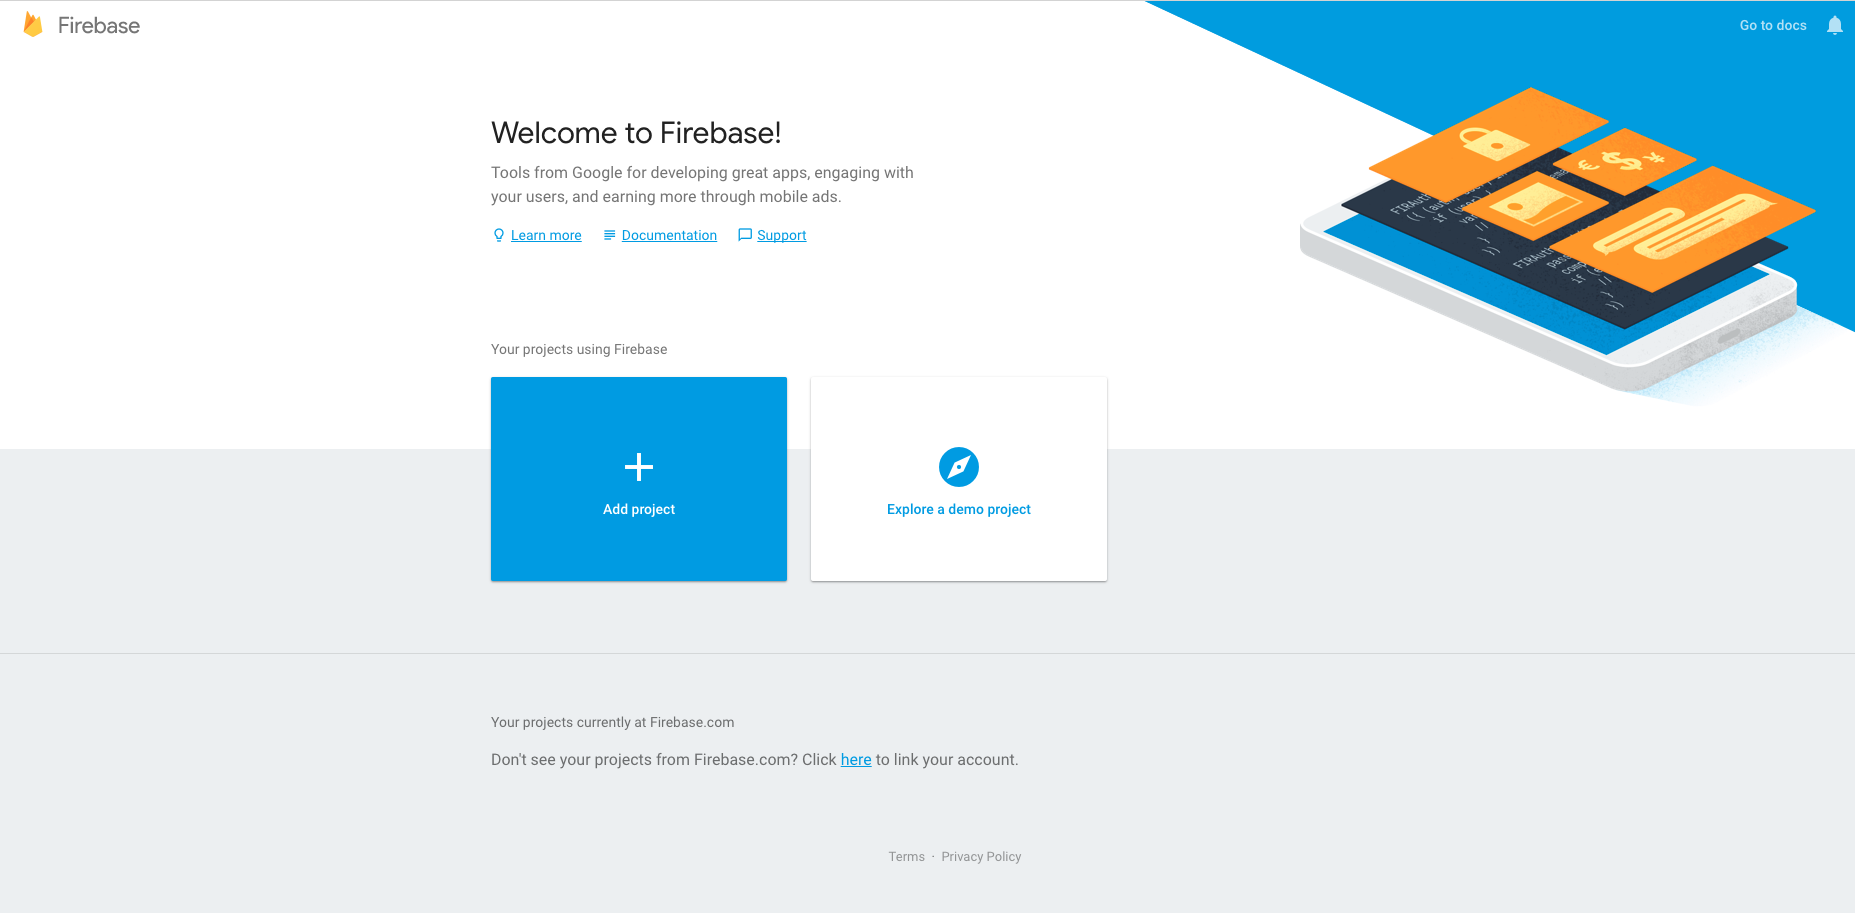 Firebase
Go to docs
Welcome to Firebase!
Tools from Google for developing great apps, engaging with
your users, and earning more through mobile ads.
Learn more
Documentation
Support
Your projects using Firebase
Add project
Explore a demo project
Your projects currently at Firebase.com
Don't see your projects from Firebase.com? Click here to link your account.
Terms · Privacy Policy